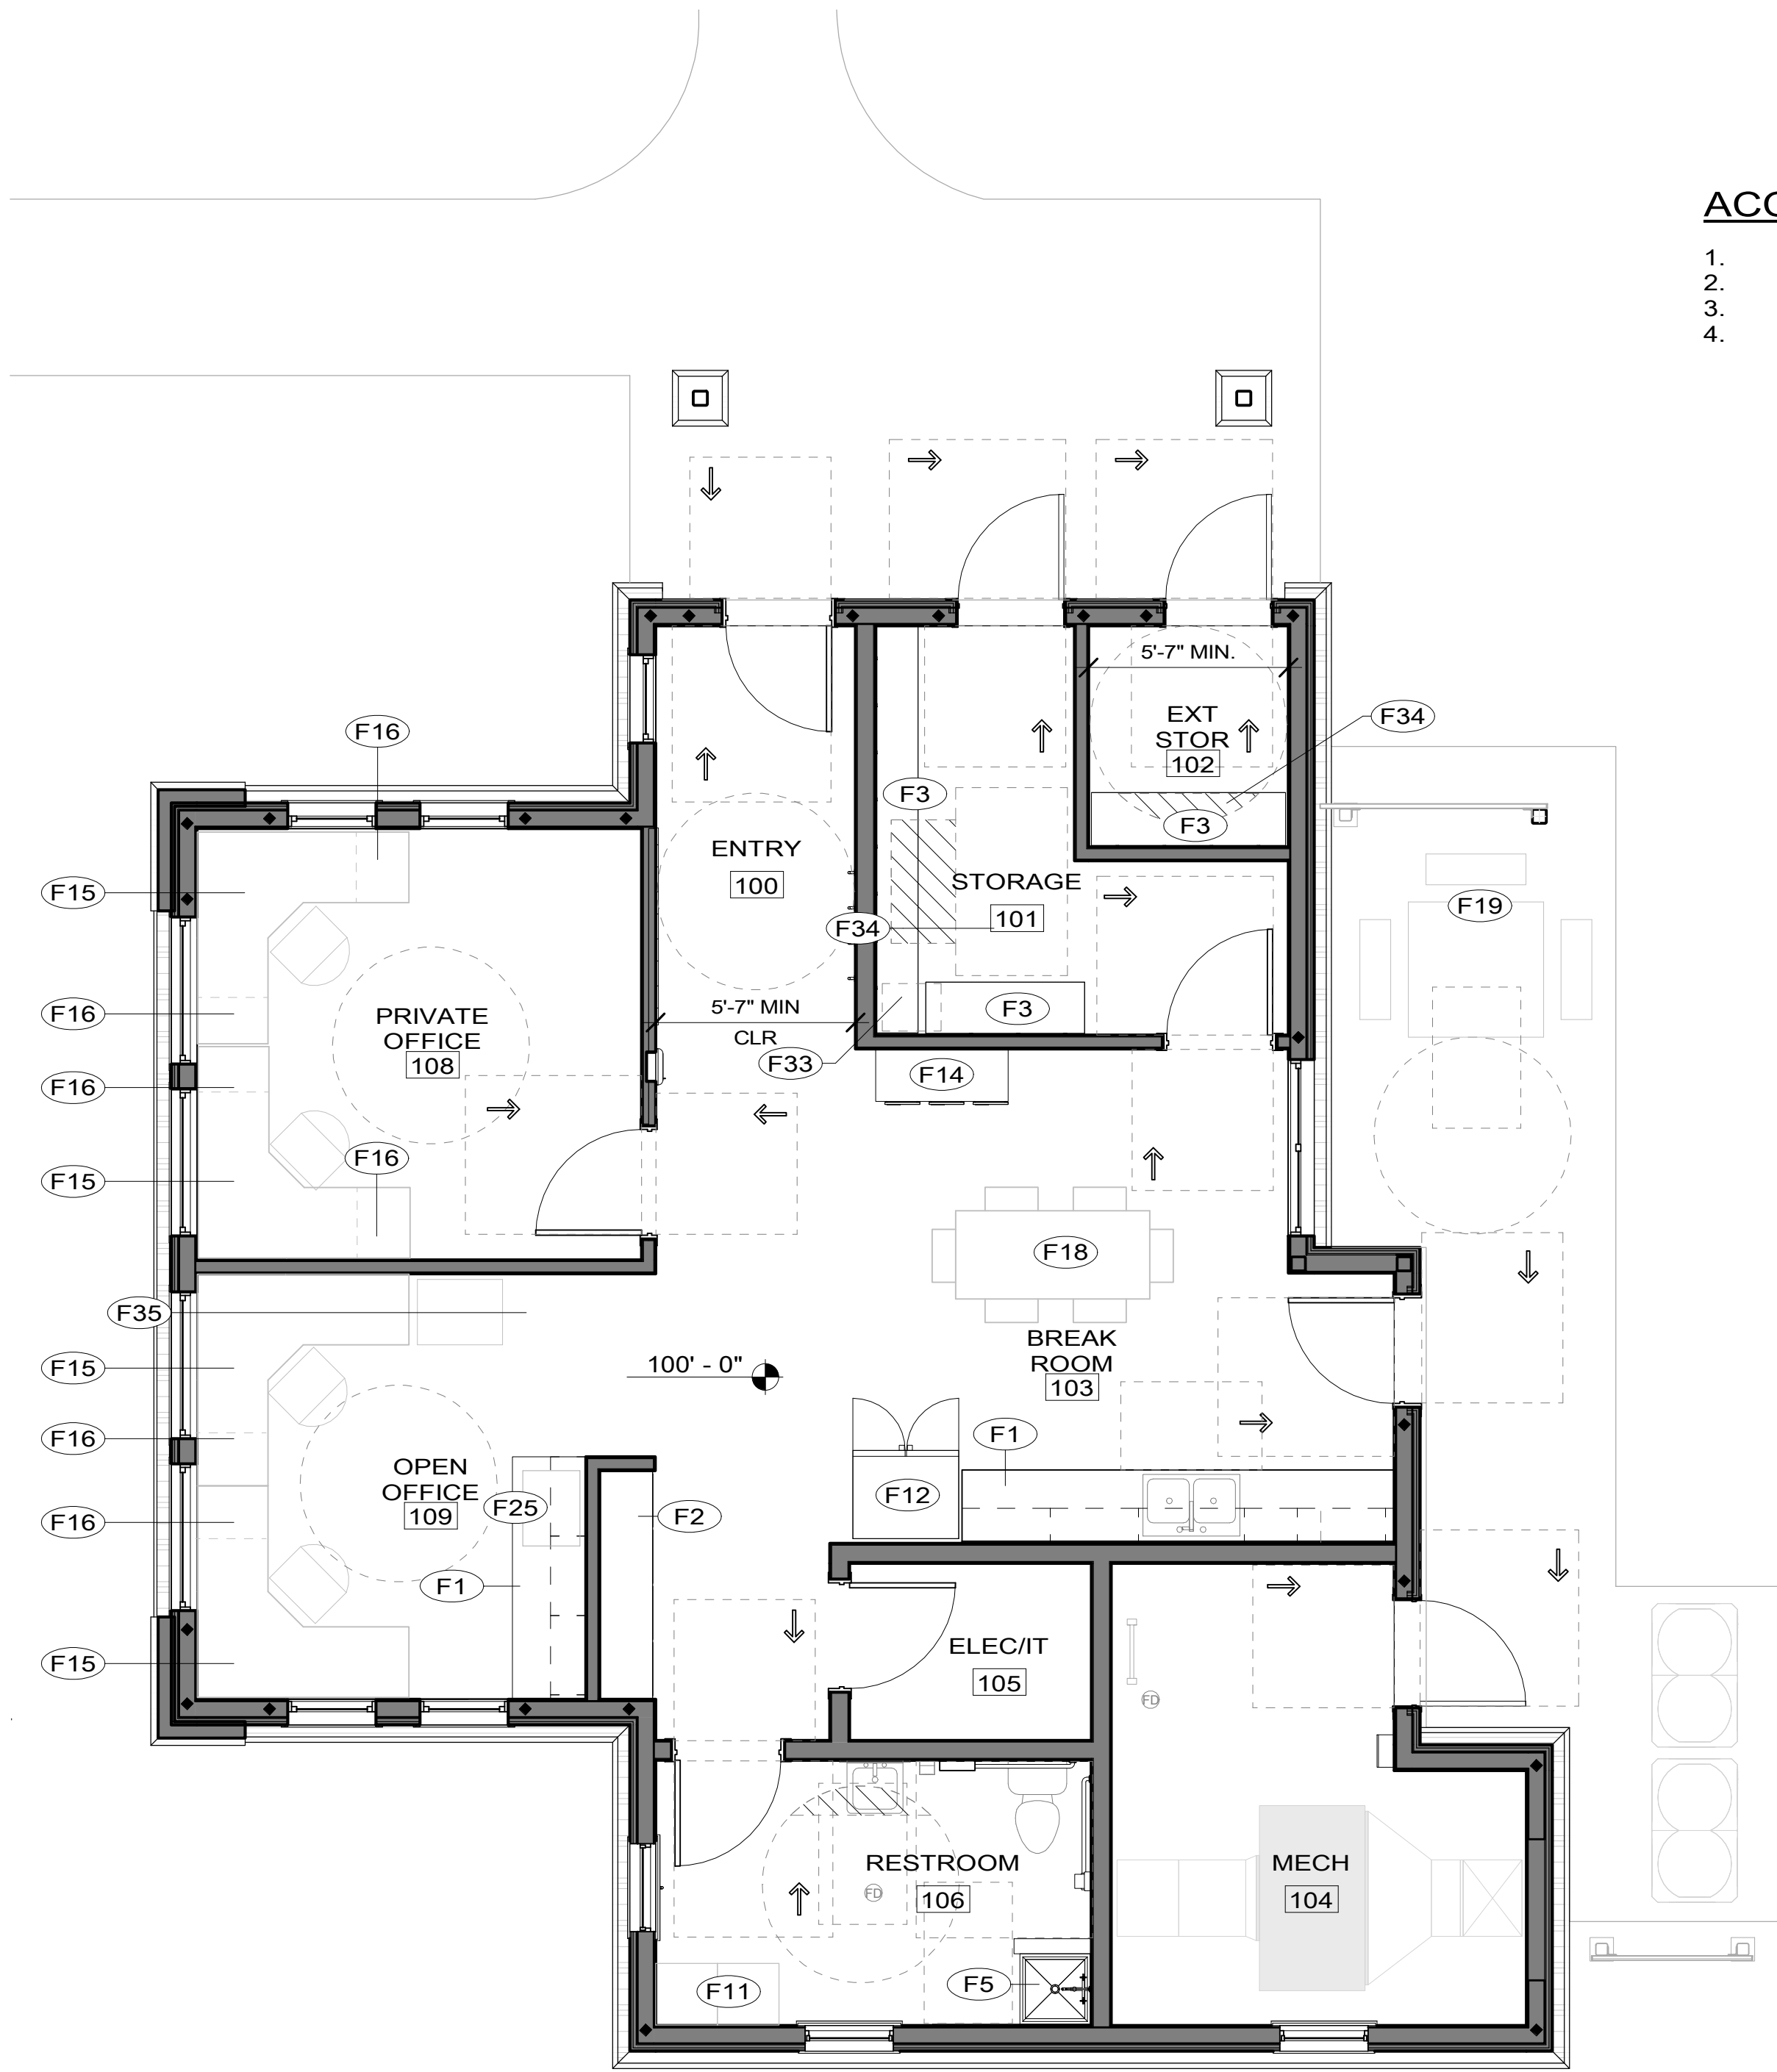 ACC
1.
2.
3.
4.
5'-7" MIN.
EXT
STOR
102
F34
F16
F3
F3
ENTRY
100
STORAGE
101
F15
F19
F34
F16
PRIVATE
OFFICE
108
5'-7" MIN
CLR
F3
F33
F14
F16
F16
F15
F18
F35
BREAK
ROOM
103
100' - 0"
F15
F16
F1
OPEN
OFFICE
109
F25
F12
F2
F16
F1
ELEC/IT
105
F15
FD
RESTROOM
106
FD
MECH
104
F11
F5